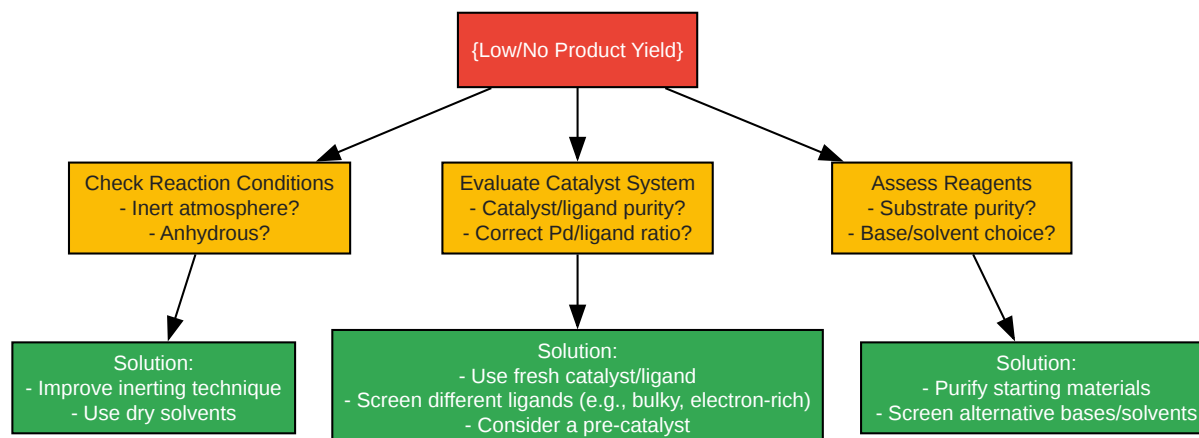 {Low/No Product Yield}
Check Reaction Conditions
- Inert atmosphere?
- Anhydrous?
Evaluate Catalyst System
- Catalyst/ligand purity?
- Correct Pd/ligand ratio?
Assess Reagents
- Substrate purity?
- Base/solvent choice?
Solution:
- Improve inerting technique
- Use dry solvents
Solution:
- Use fresh catalyst/ligand
- Screen different ligands (e.g., bulky, electron-rich)
- Consider a pre-catalyst
Solution:
- Purify starting materials
- Screen alternative bases/solvents